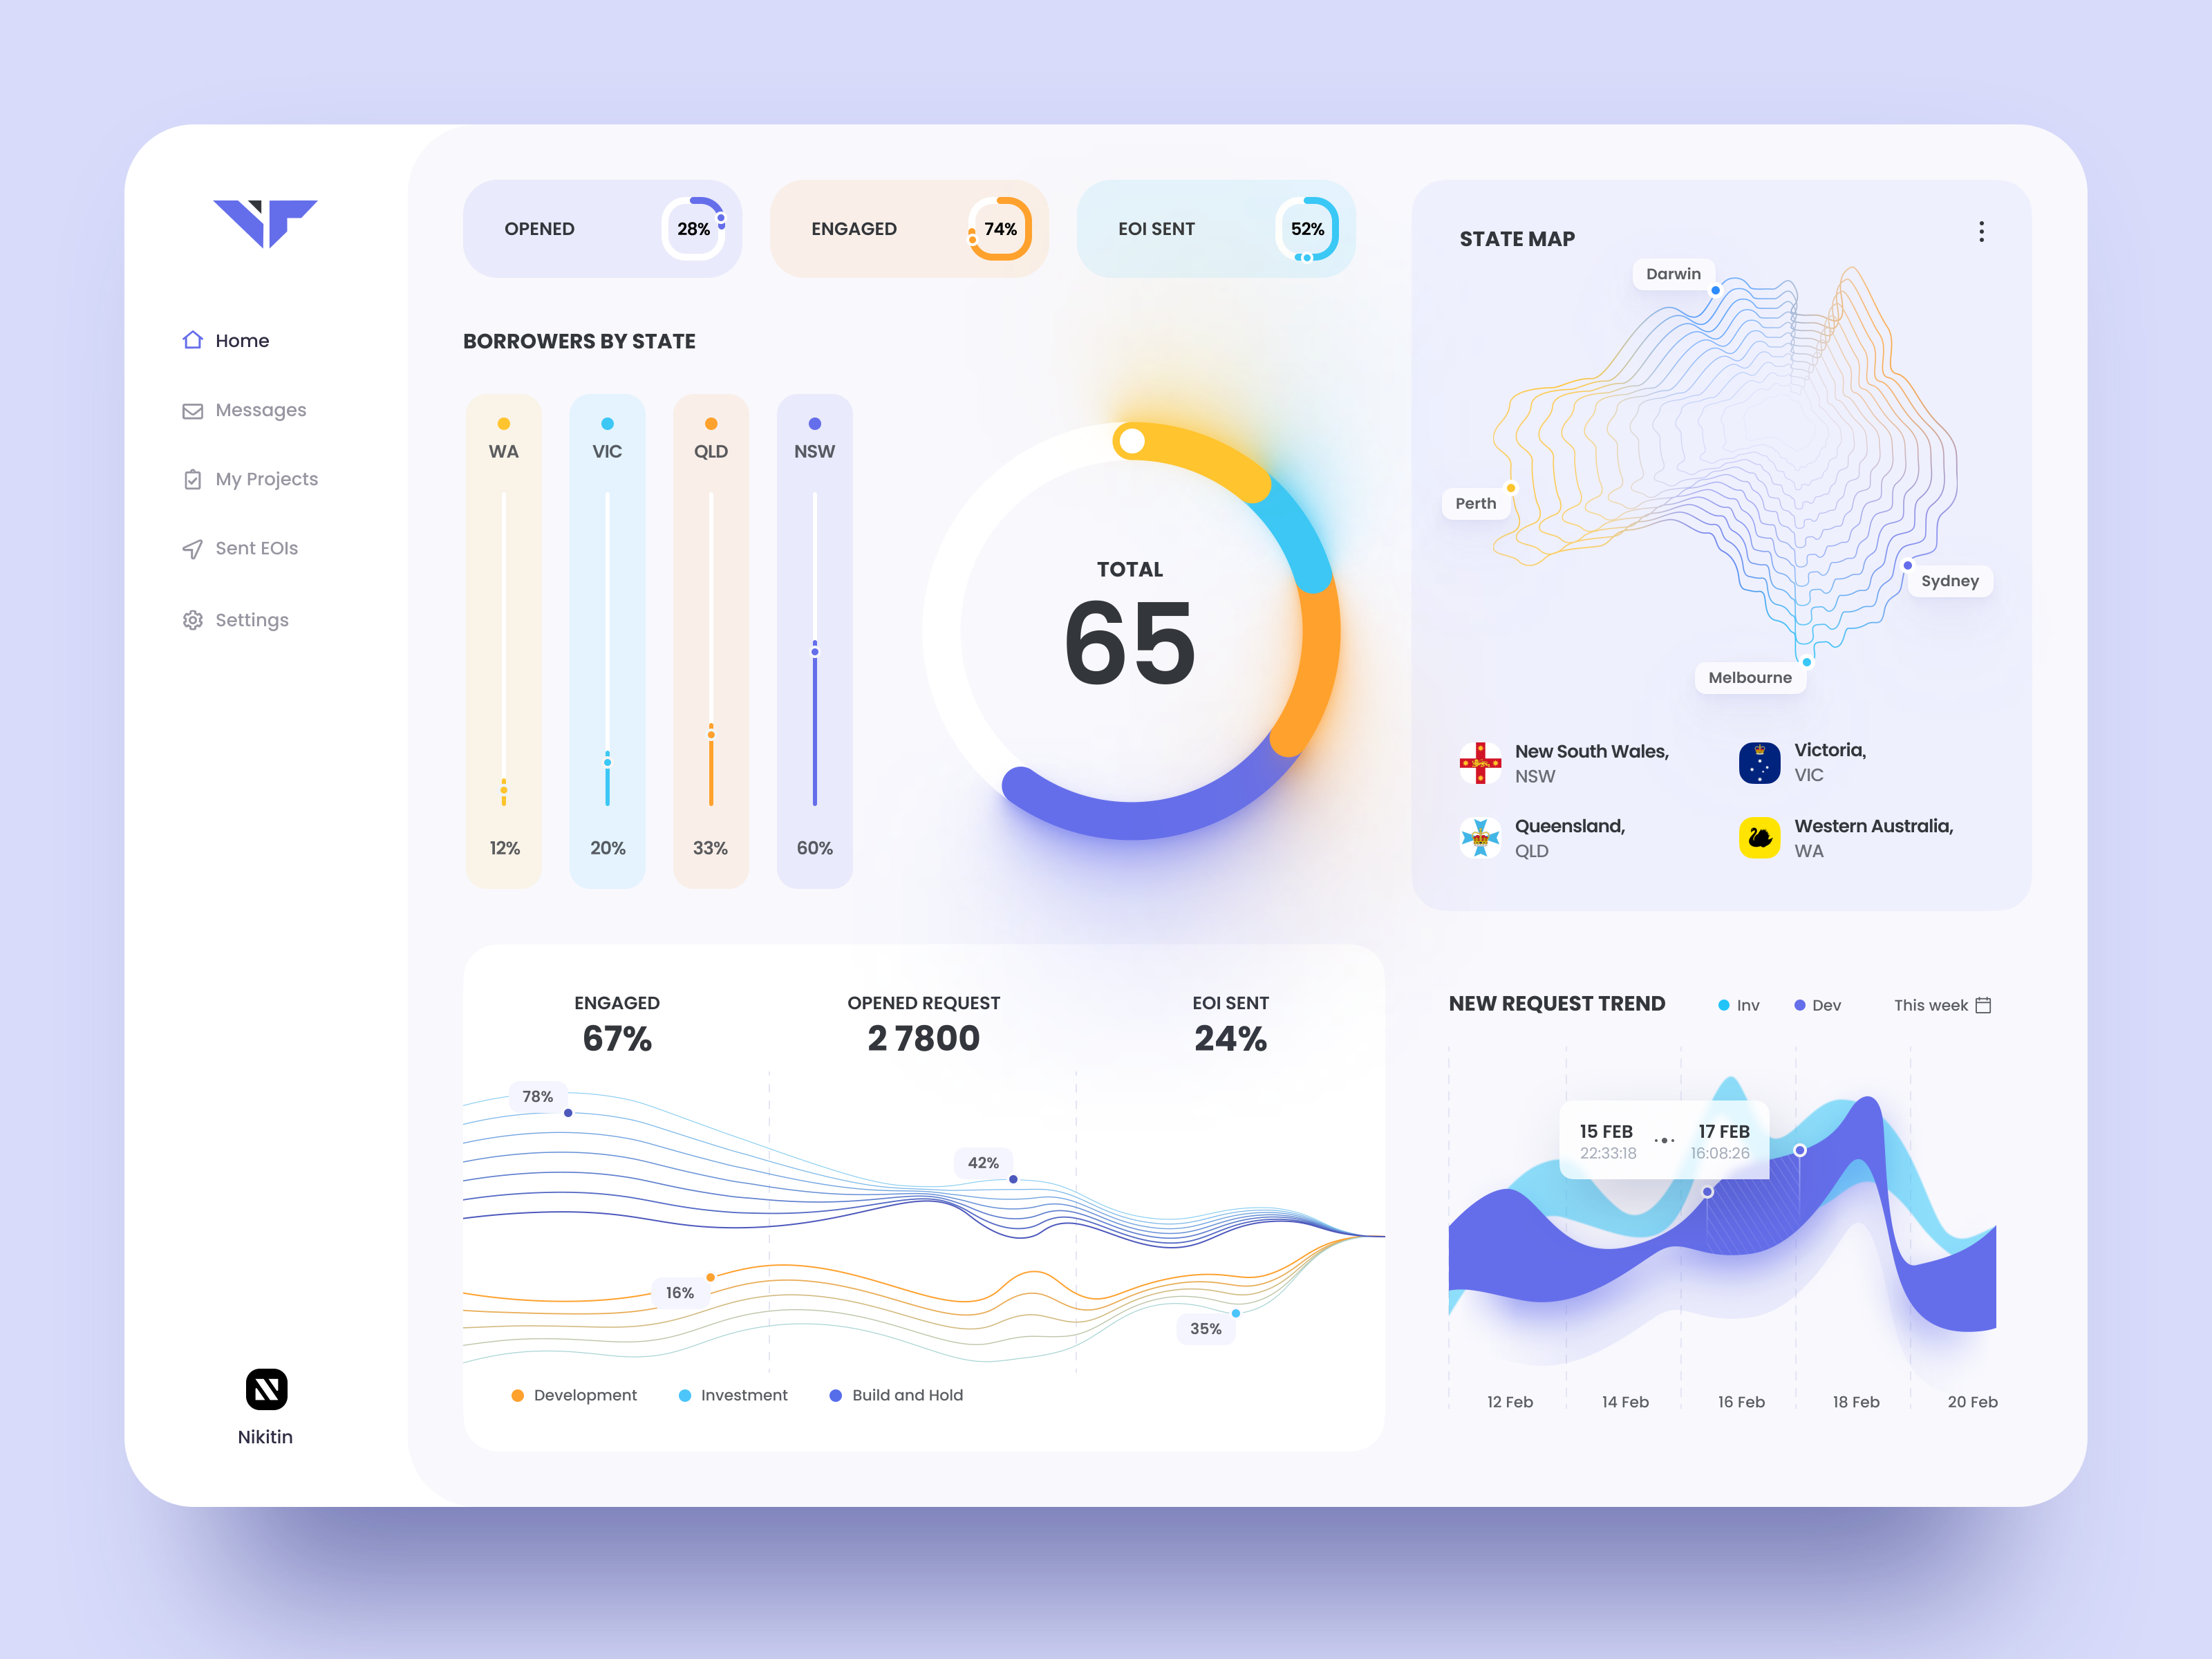 Home
Messages
My Projects
Sent EOIs
Settings
Nikitin
OPENED
28%
ENGAGED
74%
EOI SENT
52%
BORROWERS BY STATE
WA
VIC
QLD
NSW
12%
20%
33%
60%
TOTAL
65
STATE MAP
Darwin
Perth
Sydney
Melbourne
New South Wales,
NSW
Victoria,
VIC
Queensland,
QLD
Western Australia,
WA
ENGAGED
67%
OPENED REQUEST
2 7800
EOI SENT
24%
78%
42%
16%
35%
Development
Investment
Build and Hold
NEW REQUEST TREND
Inv
Dev
This week
15 FEB
22:33:18
17 FEB
16:08:26
12 Feb
14 Feb
16 Feb
18 Feb
20 Feb